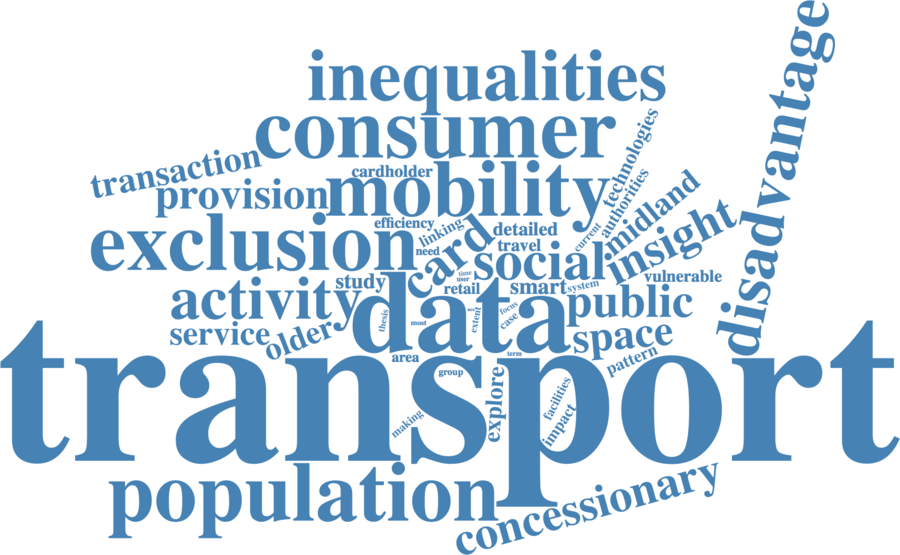 inequalities
disadvantage
consumer
technologies
transaction
cardholder
mobility
provision
authorities
midland
efficiency
linking
detailed
current
insight
exclusion
need
card
travel
social
time
user
vulnerable
study
retail
smart
system
activity
data
public
focus
case
thesis
most
extent
service
older
space
area
term
pattern
transport
group
explore
facilities
impact
making
population
concessionary